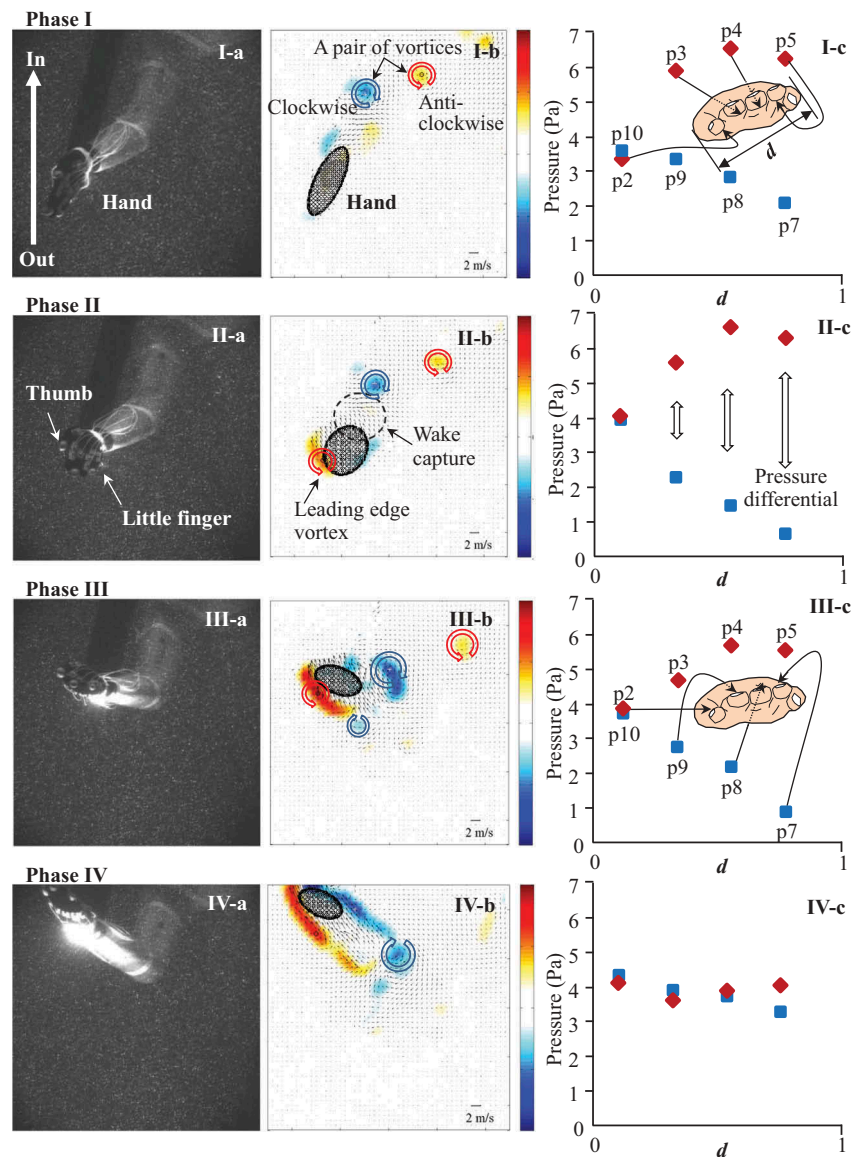 Phase I
In
I-a
Hand
Out
A pair of vortices
I-b
Clockwise
Anti-
clockwise
Hand
2 m/s
Pressure (Pa)
7
6
5
4
3
2
1
0
I-c
p4
p3
p5
p10
p2
p9
p8
p7
d
0
d
1
Phase II
II-a
Thumb
Little finger
II-b
Wake
capture
Leading edge
vortex
2 m/s
Pressure (Pa)
7
6
5
4
3
2
1
0
II-c
Pressure
differential
0
d
1
Phase III
III-a
III-b
2 m/s
Pressure (Pa)
7
6
5
4
3
2
1
0
III-c
p4
p5
p3
p2
p10
p9
p8
p7
0
d
1
Phase IV
IV-a
IV-b
2 m/s
Pressure (Pa)
7
6
5
4
3
2
1
0
IV-c
0
d
1